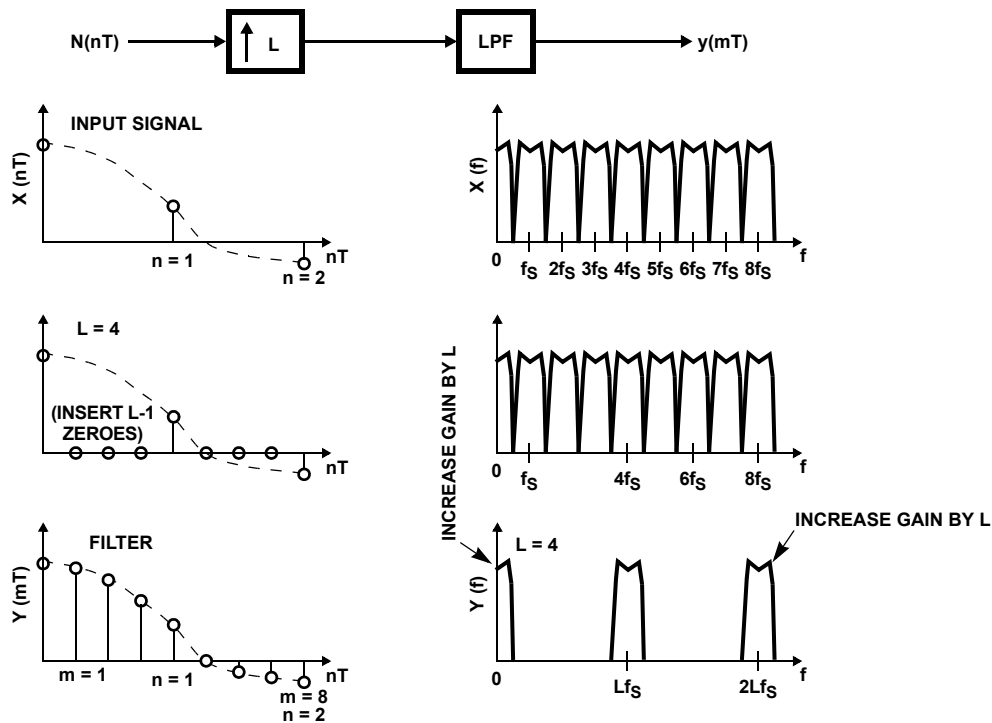 N(nT) L LPF y(mT)
INPUT SIGNAL
X (nT)
n = 1
nT
n = 2
X (f)
0 fS 2fS 3fS 4fS 5fS 6fS 7fS 8fS f
L = 4
(INSERT L-1
ZEROES)
nT
0 fS 4fS 6fS 8fS f
INCREASE GAIN BY L
FILTER
Y (mT)
m = 1
n = 1
nT
m = 8
n = 2
INCREASE GAIN BY L
L = 4
Y (f)
0 LfS 2LfS f